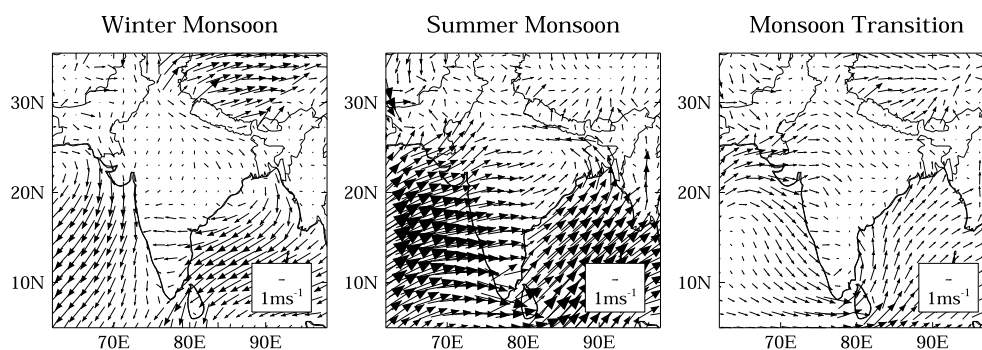 Winter Monsoon
30N
20N
10N
70E 80E 90E
1ms-1
Summer Monsoon
30N
20N
10N
70E 80E 90E
1ms-1
Monsoon Transition
30N
20N
10N
70E 80E 90E
1ms-1